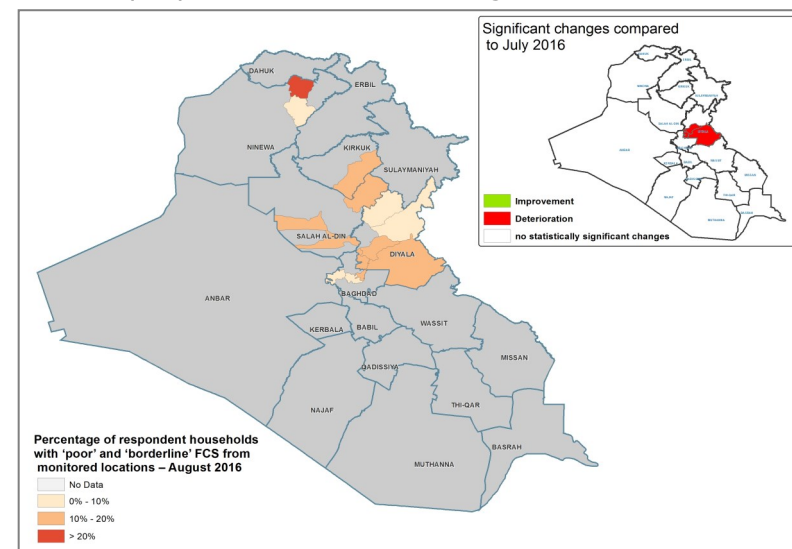 Significant changes compared
to July 2016
DAHUK
ERBIL
NINEWA
KIRKUK
SULAYMANIYAH
SALAH AL-DIN
DIYALA
ANBAR
BAGHDAD
KERBALA
BABIL
WASSIT
QADISSIYA
MISSAN
NAJAF
THI-QAR
BASRAH
MUTHANNA
Improvement
Deterioration
no statistically significant changes
Percentage of respondent households
with ‘poor’ and ‘borderline’ FCS from
monitored locations – August 2016
No Data
0% - 10%
10% - 20%
> 20%